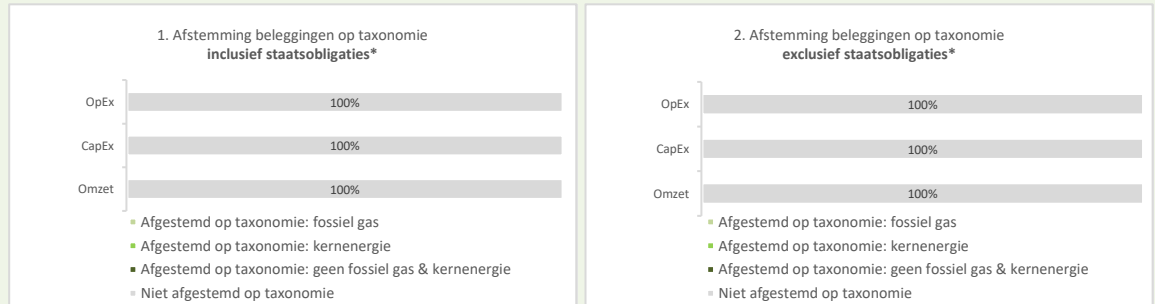 1. Afstemming beleggingen op taxonomie
inclusief staatsobligaties*
OpEx
100%
CapEx
100%
Omzet
100%
Afgestemd op taxonomie: fossiel gas
Afgestemd op taxonomie: kernenergie
Afgestemd op taxonomie: geen fossiel gas & kernenergie
Niet afgestemd op taxonomie
2. Afstemming beleggingen op taxonomie
exclusief staatsobligaties*
OpEx
100%
CapEx
100%
Omzet
100%
Afgestemd op taxonomie: fossiel gas
Afgestemd op taxonomie: kernenergie
Afgestemd op taxonomie: geen fossiel gas & kernenergie
Niet afgestemd op taxonomie